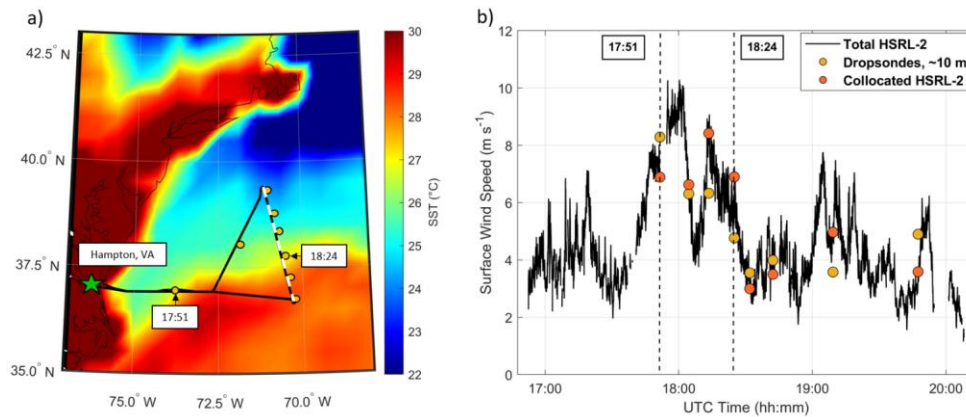 a)
42.5° N
40.0° N
37.5° N
35.0° N
75.0° W
72.5° W
70.0° W
Hampton, VA
17:51
18:24
30
29
28
27
26
25
24
23
22
SST (°C)
b)
12
10
8
6
4
2
0
Surface Wind Speed (m s⁻¹)
17:51
18:24
Total HSRL-2
Dropsondes, ~10 m
Collocated HSRL-2
17:00
18:00
19:00
20:00
UTC Time (hh:mm)